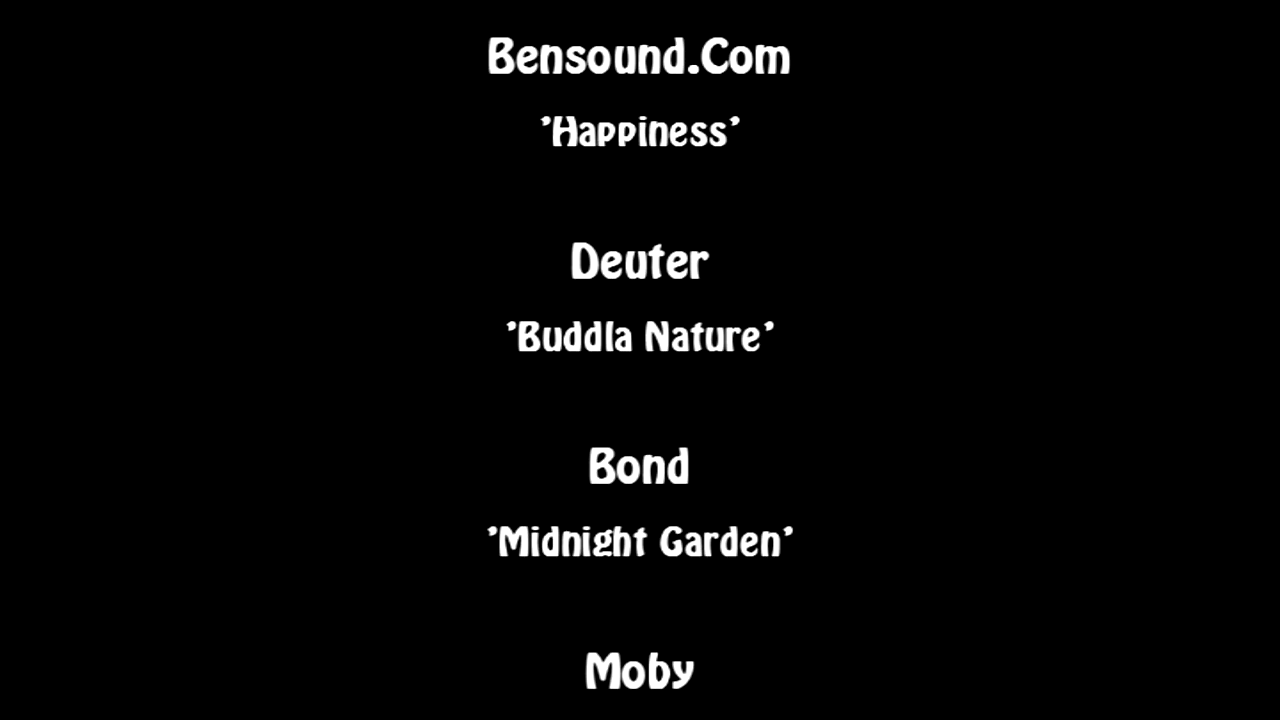 Bensound.Com
'Happiness'
Deuter
'Buddla Nature'
Bond
'Midnight Garden'
Moby